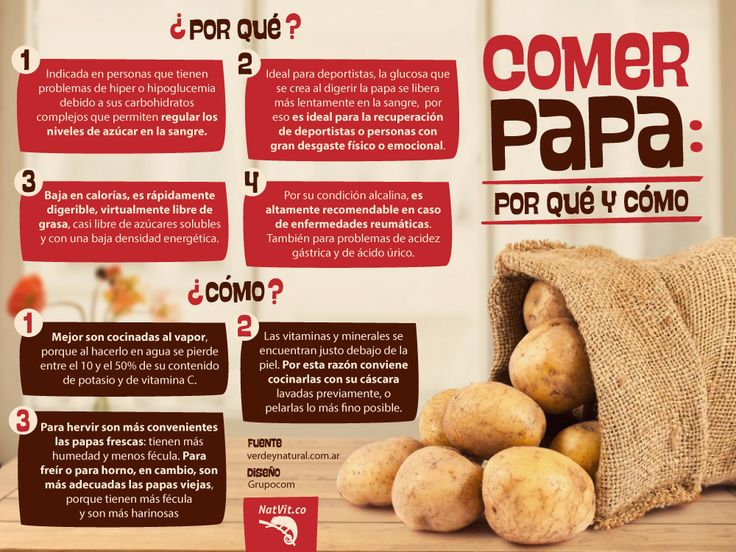 ¿POR QUÉ?
1
Indicada en personas que tienen
problemas de hiper o hipoglucemia
debido a sus carbohidratos
complejos que permiten regular los
niveles de azúcar en la sangre.
2
Ideal para deportistas, la glucosa que
se crea al digerir la papa se libera
más lentamente en la sangre, por
eso es ideal para la recuperación
de deportistas o personas con
gran desgaste físico o emocional.
3
Baja en calorías, es rápidamente
digerible, virtualmente libre de
grasa, casi libre de azúcares solubles
y con una baja densidad energética.
4
Por su condición alcalina, es
altamente recomendable en caso
de enfermedades reumáticas.
También para problemas de acidez
gástrica y de ácido úrico.
COMER
PAPA:
POR QUÉ Y CÓMO
¿CÓMO?
1
Mejor son cocinadas al vapor,
porque al hacerlo en agua se pierde
entre el 10 y el 50% de su contenido
de potasio y de vitamina C.
2
Las vitaminas y minerales se
encuentran justo debajo de la
piel. Por esta razón conviene
cocinarlas con su cáscara
lavadas previamente, o
pelarlas lo más fino posible.
3
Para hervir son más convenientes
las papas frescas: tienen más
humedad y menos fécula. Para
freír o para horno, en cambio, son
más adecuadas las papas viejas,
porque tienen más fécula
y son más harinosas
FUENTE
verdeynatural.com.ar
DISEÑO
Grupocom
NatVit.co